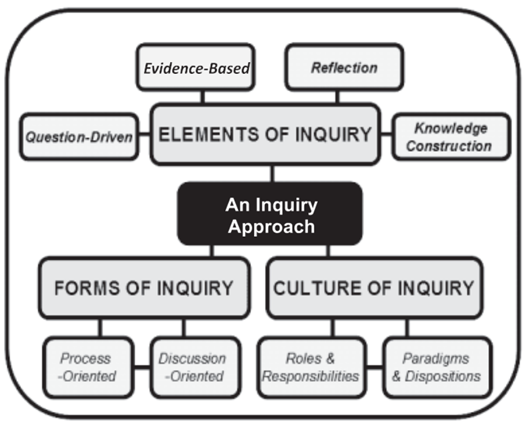 Evidence-Based
Reflection
Question-Driven
ELEMENTS OF INQUIRY
Knowledge
Construction
An Inquiry
Approach
FORMS OF INQUIRY
CULTURE OF INQUIRY
Process
-Oriented
Discussion
-Oriented
Roles &
Responsibilities
Paradigms
& Dispositions